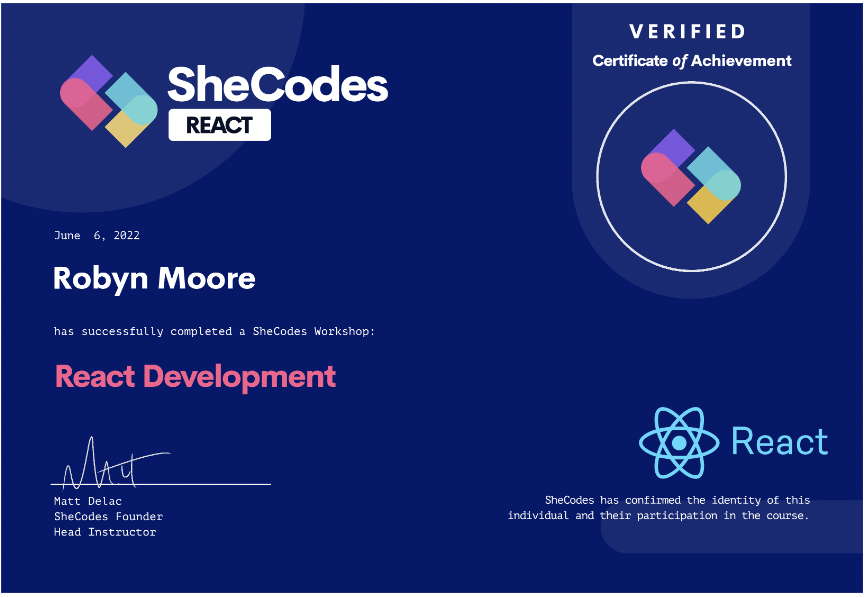 SheCodes
REACT
VERIFIED
Certificate of Achievement
June 6, 2022
Robyn Moore
has successfully completed a SheCodes Workshop:
React Development
Matt Delac
SheCodes Founder
Head Instructor
React
SheCodes has confirmed the identity of this
individual and their participation in the course.